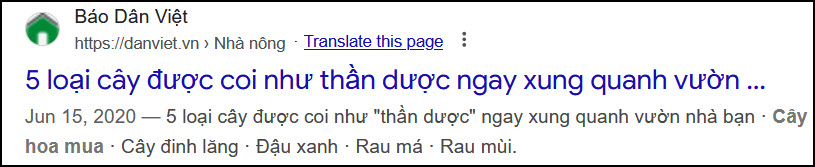 Báo Dân Việt
https://danviet.vn › Nhà nông · Translate this page
5 loại cây được coi như thần dược ngay xung quanh vườn ...
Jun 15, 2020 — 5 loại cây được coi như "thần dược" ngay xung quanh vườn nhà bạn · Cây
hoa mua · Cây đinh lăng · Đậu xanh · Rau má · Rau mùi.